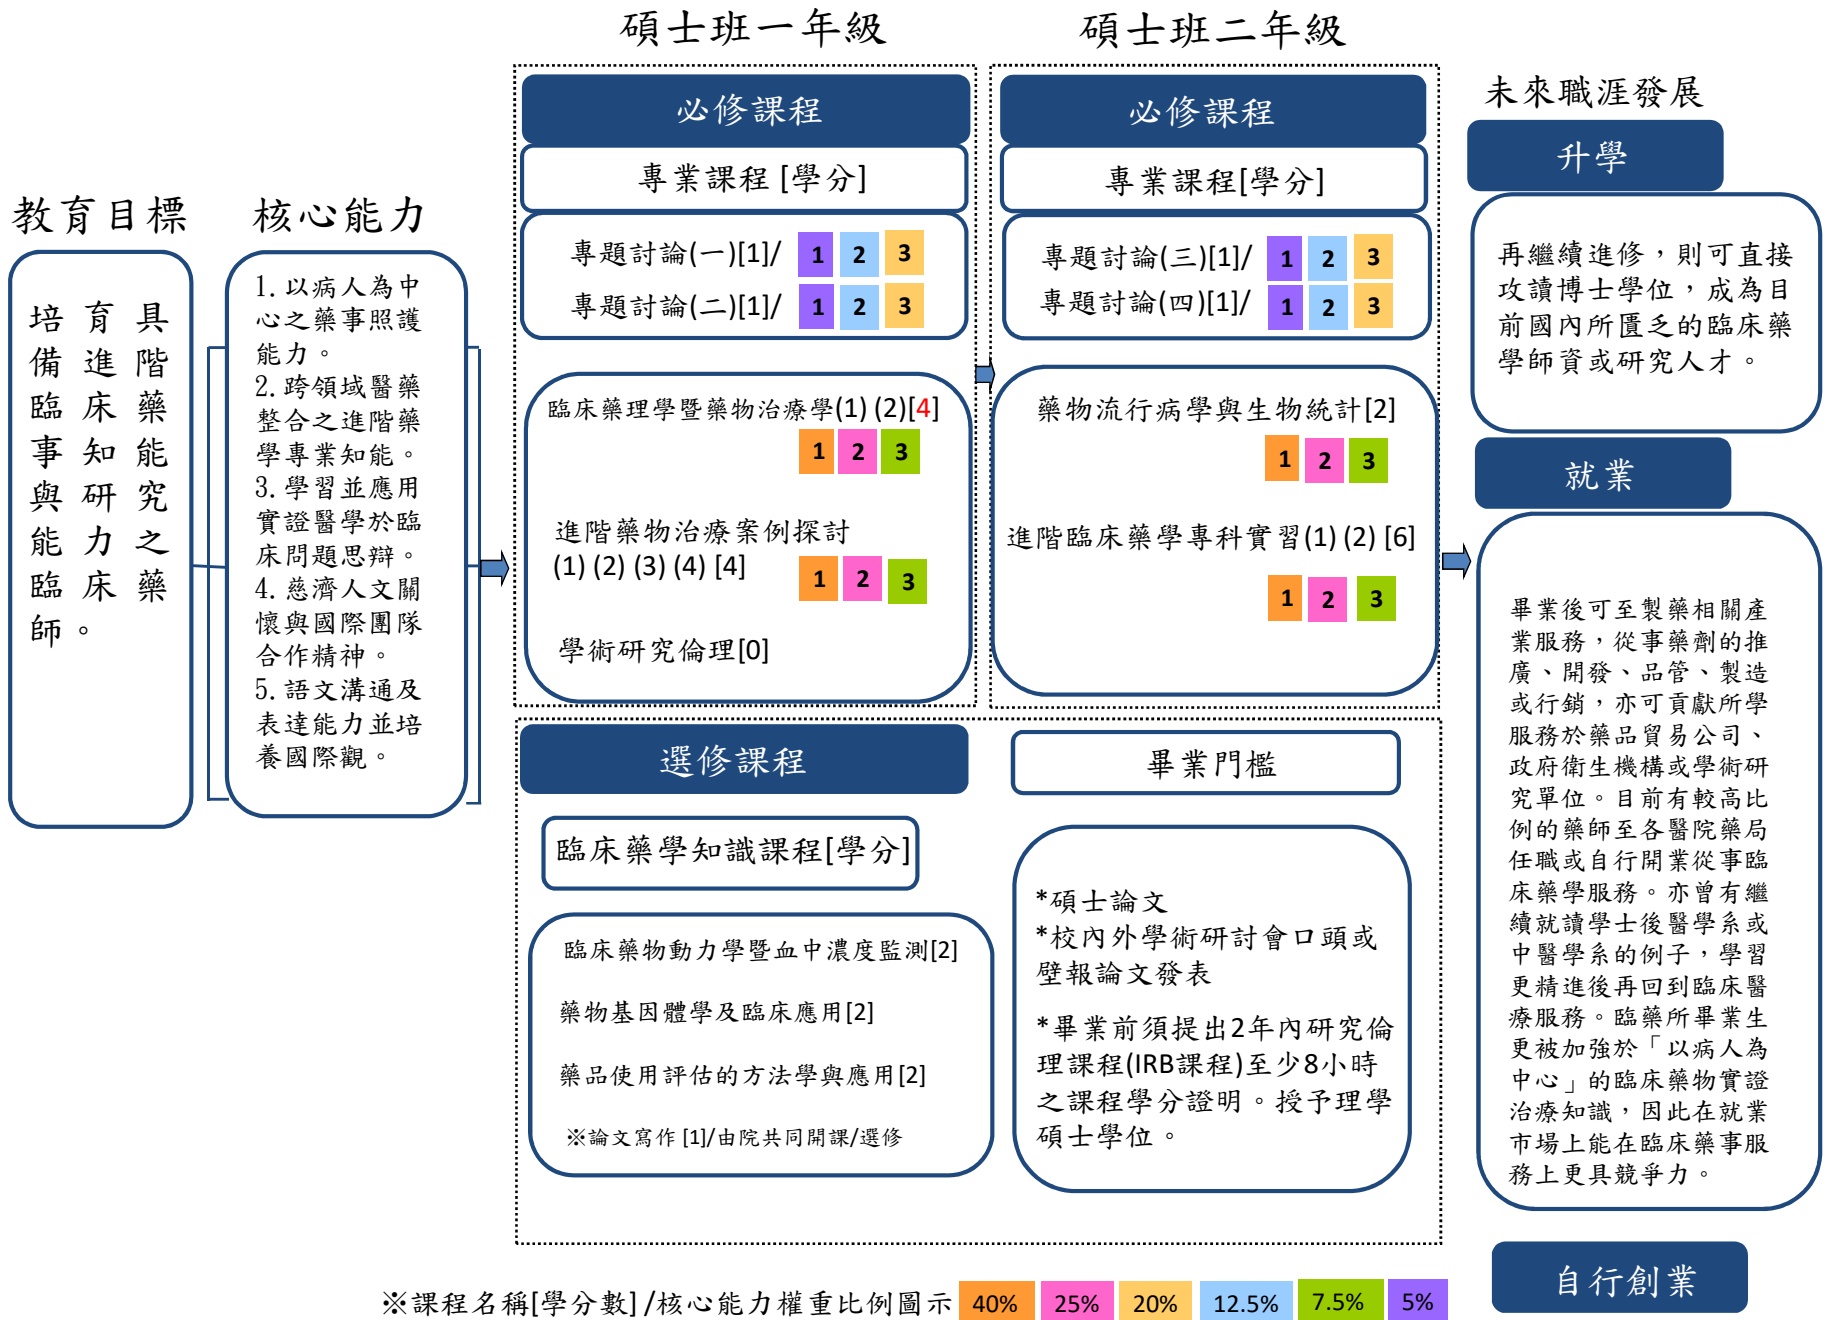 碩士班一年級
碩士班二年級
教育目標
培育具
備進階
臨床藥
事知能
與研究
能力之
臨床藥
師。
核心能力
1.以病人為中
心之藥事照護
能力。
2.跨領域醫藥
整合之進階藥
學專業知能。
3.學習並應用
實證醫學於臨
床問題思辯。
4.慈濟人文關
懷與國際團隊
合作精神。
5.語文溝通及
表達能力並培
養國際觀。
必修課程
專業課程 [學分]
專題討論(一)[1]/ 1 2 3
專題討論(二)[1]/ 1 2 3
臨床藥理學暨藥物治療學(1) (2)[4]
1 2 3
進階藥物治療案例探討
(1) (2) (3) (4) [4] 1 2 3
學術研究倫理[0]
必修課程
專業課程[學分]
專題討論(三)[1]/ 1 2 3
專題討論(四)[1]/ 1 2 3
藥物流行病學與生物統計[2]
1 2 3
進階臨床藥學專科實習(1) (2) [6]
1 2 3
選修課程
臨床藥學知識課程[學分]
臨床藥物動力學暨血中濃度監測[2]
藥物基因體學及臨床應用[2]
藥品使用評估的方法學與應用[2]
※論文寫作 [1]/由院共同開課/選修
畢業門檻
*碩士論文
*校內外學術研討會口頭或
壁報論文發表
*畢業前須提出2年內研究倫
理課程(IRB課程)至少8小時
之課程學分證明。授予理學
碩士學位。
未來職涯發展
升學
再繼續進修，則可直接
攻讀博士學位，成為目
前國內所匱乏的臨床藥
學師資或研究人才。
就業
畢業後可至製藥相關產
業服務，從事藥劑的推
廣、開發、品管、製造
或行銷，亦可貢獻所學
服務於藥品貿易公司、
政府衛生機構或學術研
究單位。目前有較高比
例的藥師至各醫院藥局
任職或自行開業從事臨
床藥學服務。亦曾有繼
續就讀學士後醫學系或
中醫學系的例子，學習
更精進後再回到臨床醫
療服務。臨藥所畢業生
更被加強於「以病人為
中心」的臨床藥物實證
治療知識，因此在就業
市場上能在臨床藥事服
務上更具競爭力。
自行創業
※課程名稱[學分數] /核心能力權重比例圖示 40% 25% 20% 12.5% 7.5% 5%